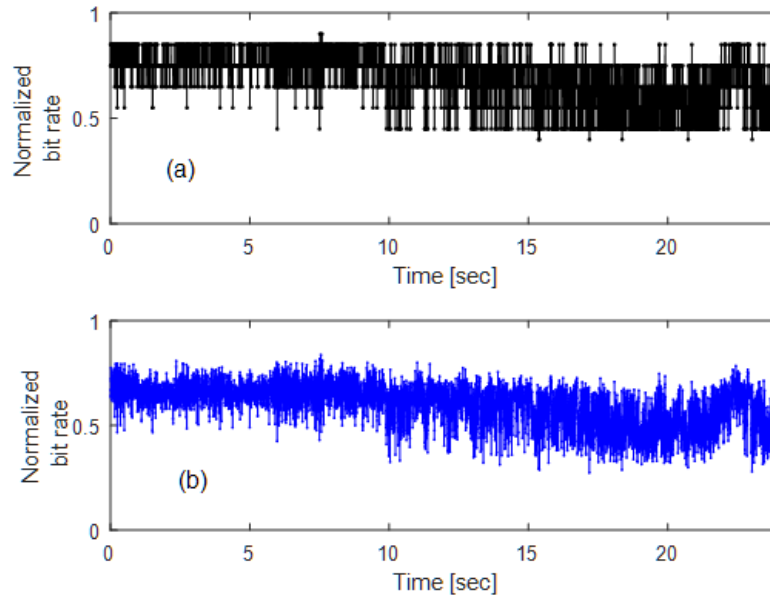 1
Normalized
bit rate
0.5
(a)
0
0 5 10 15 20
Time [sec]
1
Normalized
bit rate
0.5
(b)
0
0 5 10 15 20
Time [sec]